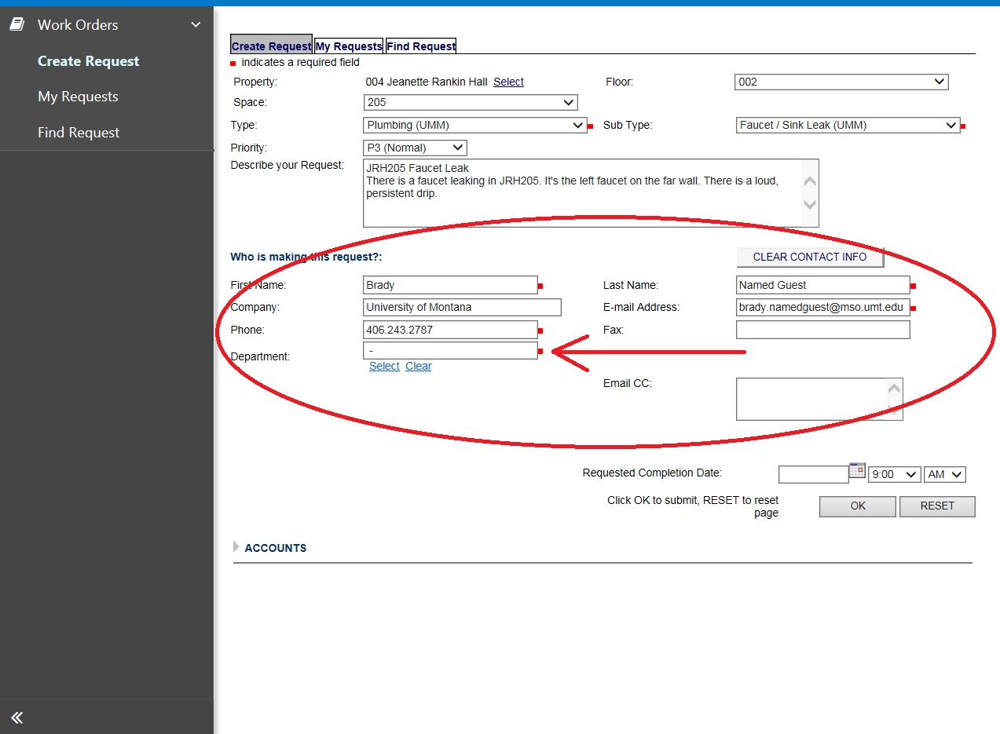 Work Orders
Create Request
My Requests
Find Request
Create Request My Requests Find Request
indicates a required field
Property: 004 Jeanette Rankin Hall Select Floor: 002
Space: 205
Type: Plumbing (UMM) Sub Type: Faucet / Sink Leak (UMM)
Priority: P3 (Normal)
Describe your Request: JRH205 Faucet Leak
There is a faucet leaking in JRH205. It's the left faucet on the far wall. There is a loud,
persistent drip.
Who is making this request?: CLEAR CONTACT INFO
First Name: Brady Last Name: Named Guest
Company: University of Montana E-mail Address: brady.namedguest@mso.umt.edu
Phone: 406.243.2787 Fax:
Department: -
Select Clear
Email CC:
Requested Completion Date: 9:00 AM
Click OK to submit, RESET to reset
page OK RESET
ACCOUNTS